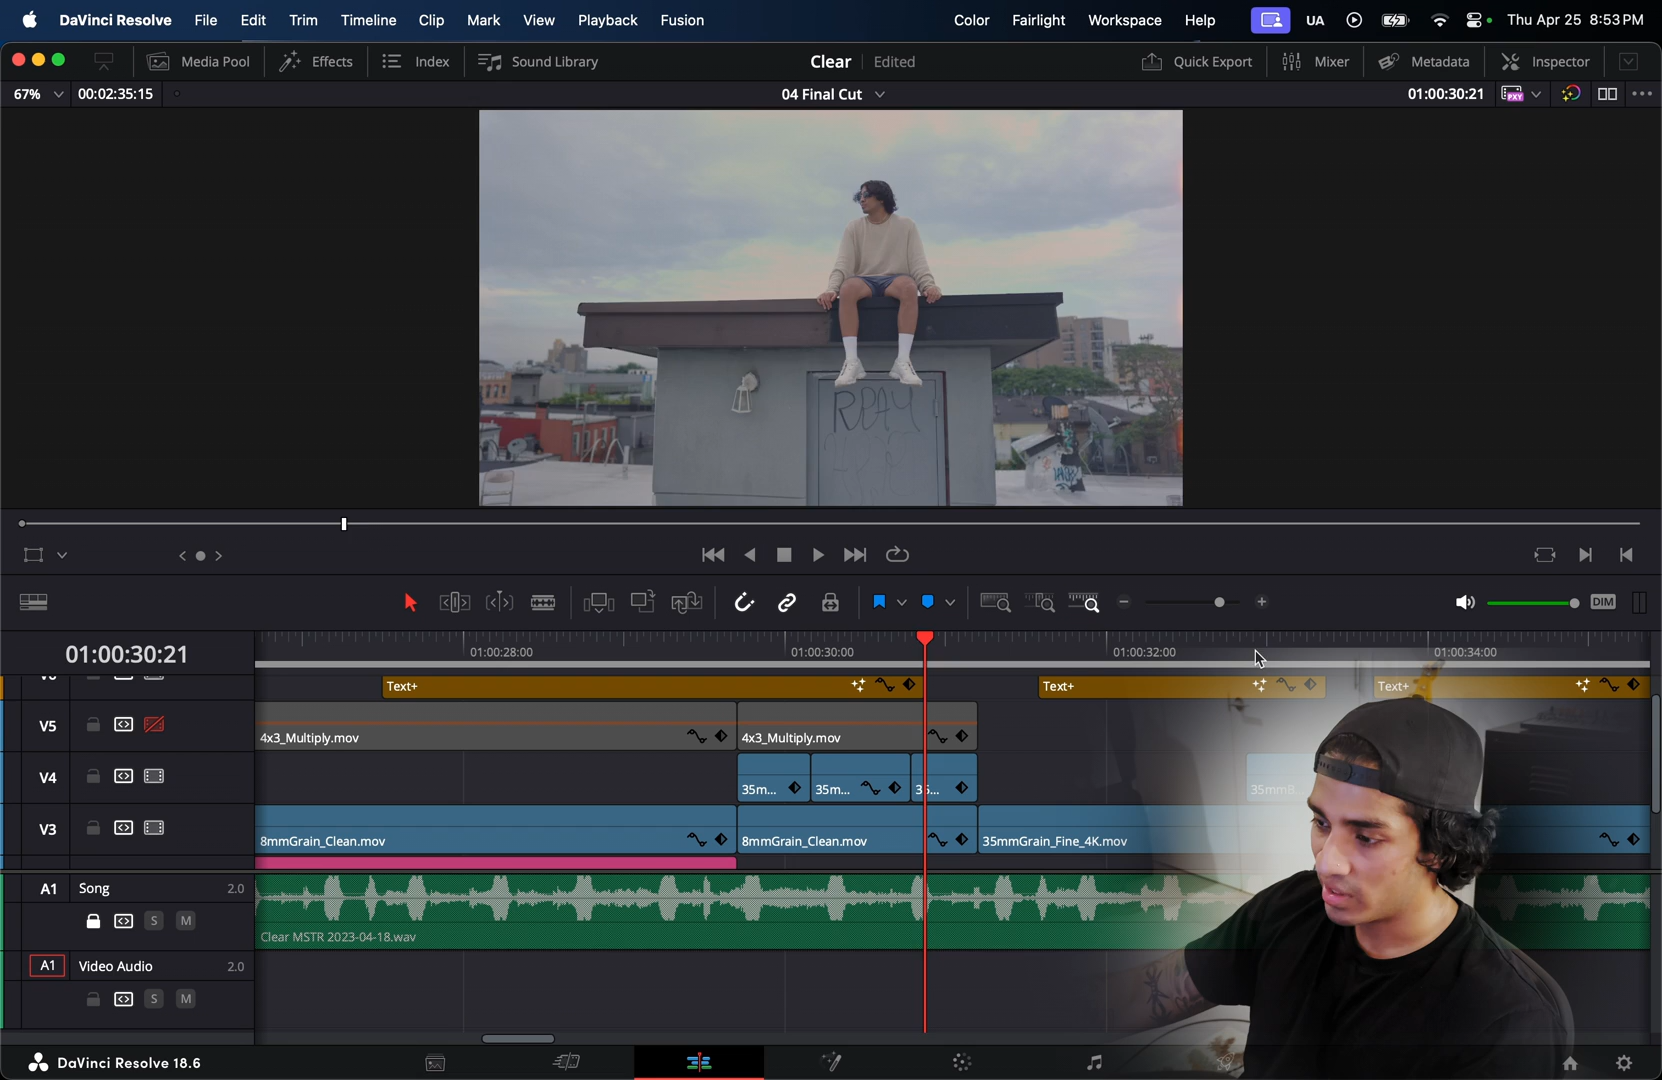 DaVinci Resolve File Edit Trim Timeline Clip Mark View Playback Fusion Color Fairlight Workspace Help UA Thu Apr 25 8:53 PM
Media Pool Effects Index Sound Library Clear Edited Quick Export Mixer Metadata Inspector
67% 00:02:35:15 04 Final Cut 01:00:30:21 PXY
RPAY
DIM
01:00:30:21 01:00:28:00 01:00:30:00 01:00:32:00 01:00:34:00
Text+ Text+ Text+
V5 4x3_Multiply.mov 4x3_Multiply.mov
V4 35m... 35m...
V3 8mmGrain_Clean.mov 8mmGrain_Clean.mov 35mmGrain_Fine_4K.mov
A1 Song 2.0
S M
Clear MSTR 2023-04-18.wav
A1 Video Audio 2.0
S M
DaVinci Resolve 18.6